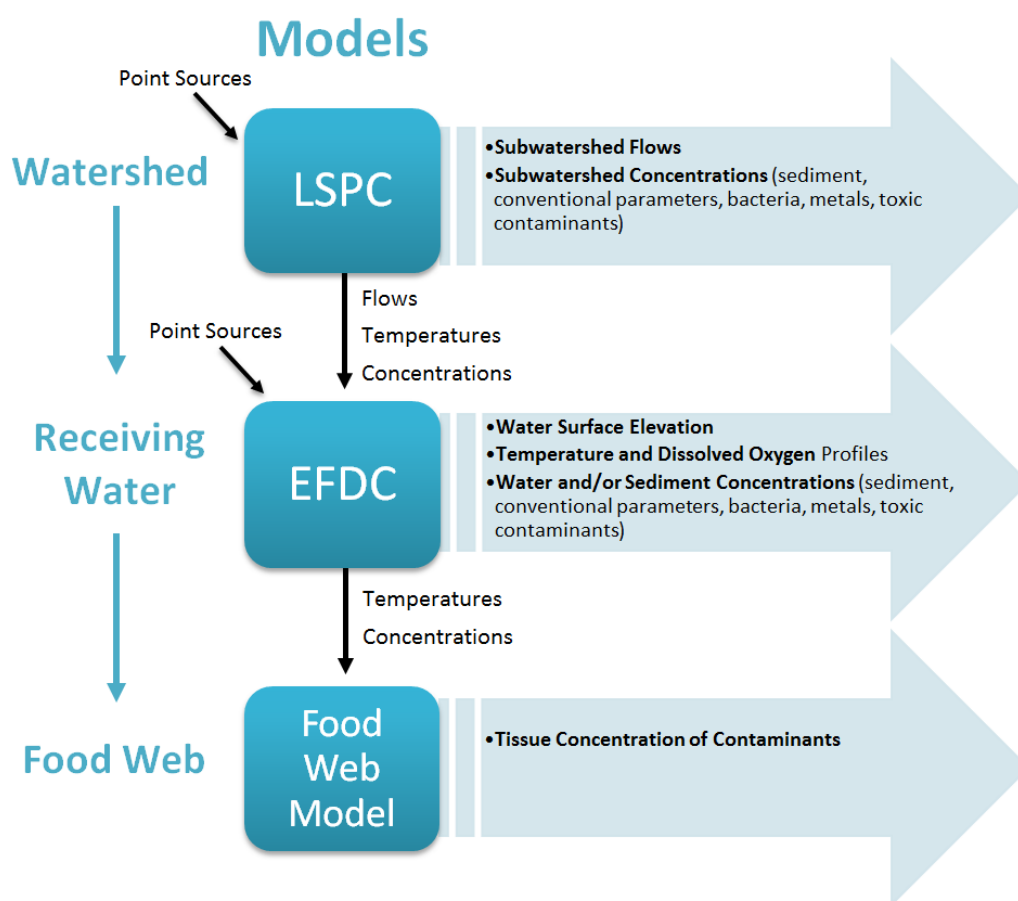 Models
Point Sources
Watershed
LSPC
•Subwatershed Flows
•Subwatershed Concentrations (sediment,
conventional parameters, bacteria, metals, toxic
contaminants)
Flows
Temperatures
Concentrations
Point Sources
Receiving
Water
EFDC
•Water Surface Elevation
•Temperature and Dissolved Oxygen Profiles
•Water and/or Sediment Concentrations (sediment,
conventional parameters, bacteria, metals, toxic
contaminants)
Temperatures
Concentrations
Food Web
Food
Web
Model
•Tissue Concentration of Contaminants